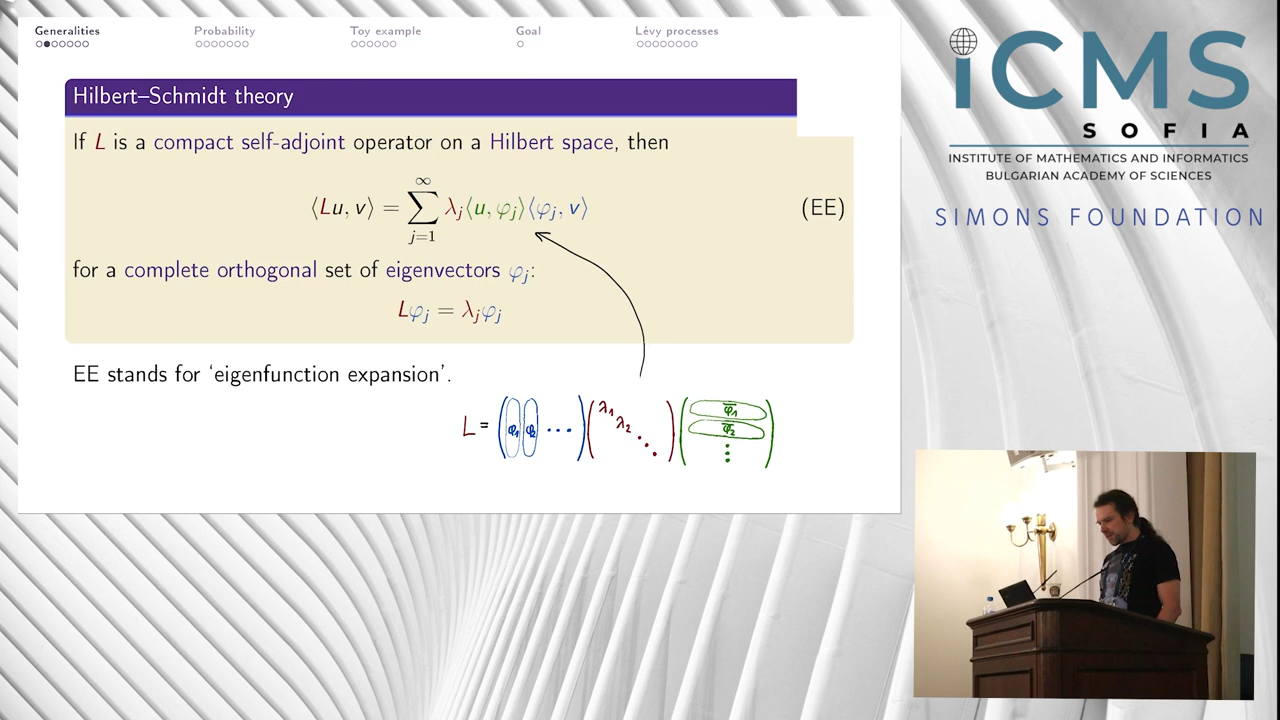 Generalities Probability Toy example Goal Lèvy processes
Hilbert–Schmidt theory
If L is a compact self-adjoint operator on a Hilbert space, then
⟨Lu, v⟩ = ∑_{j=1}^{∞} λ_j⟨u, φ_j⟩⟨φ_j, v⟩ (EE)
for a complete orthogonal set of eigenvectors φ_j:
Lφ_j = λ_jφ_j
EE stands for ‘eigenfunction expansion’.
L = ( φ₁ φ₂ ⋯ ) ( λ₁ λ₂ ⋱ ) ( φ̅₁ φ̅₂ ⋮ )
iCMS
SOFIA
INSTITUTE OF MATHEMATICS AND INFORMATICS
BULGARIAN ACADEMY OF SCIENCES
SIMONS FOUNDATION